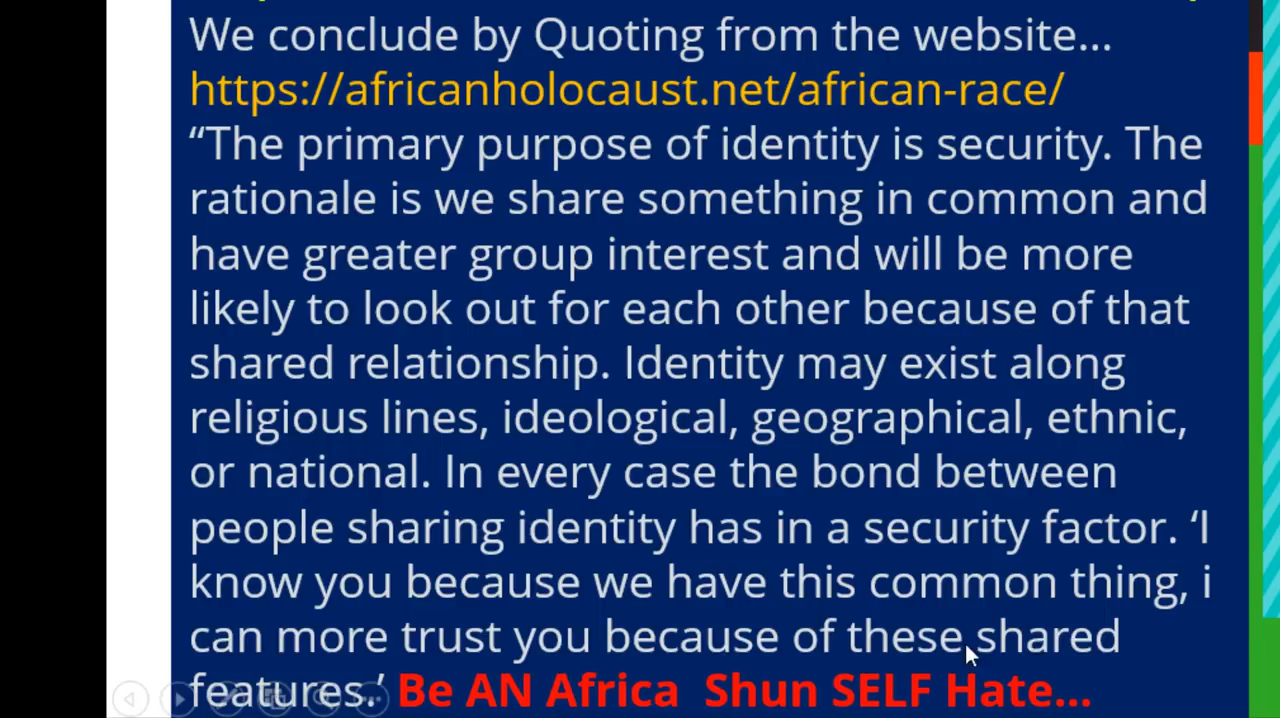 We conclude by Quoting from the website...
https://africanholocaust.net/african-race/
“The primary purpose of identity is security. The
rationale is we share something in common and
have greater group interest and will be more
likely to look out for each other because of that
shared relationship. Identity may exist along
religious lines, ideological, geographical, ethnic,
or national. In every case the bond between
people sharing identity has in a security factor. ‘I
know you because we have this common thing, i
can more trust you because of these shared
features.’ Be AN Africa Shun SELF Hate...